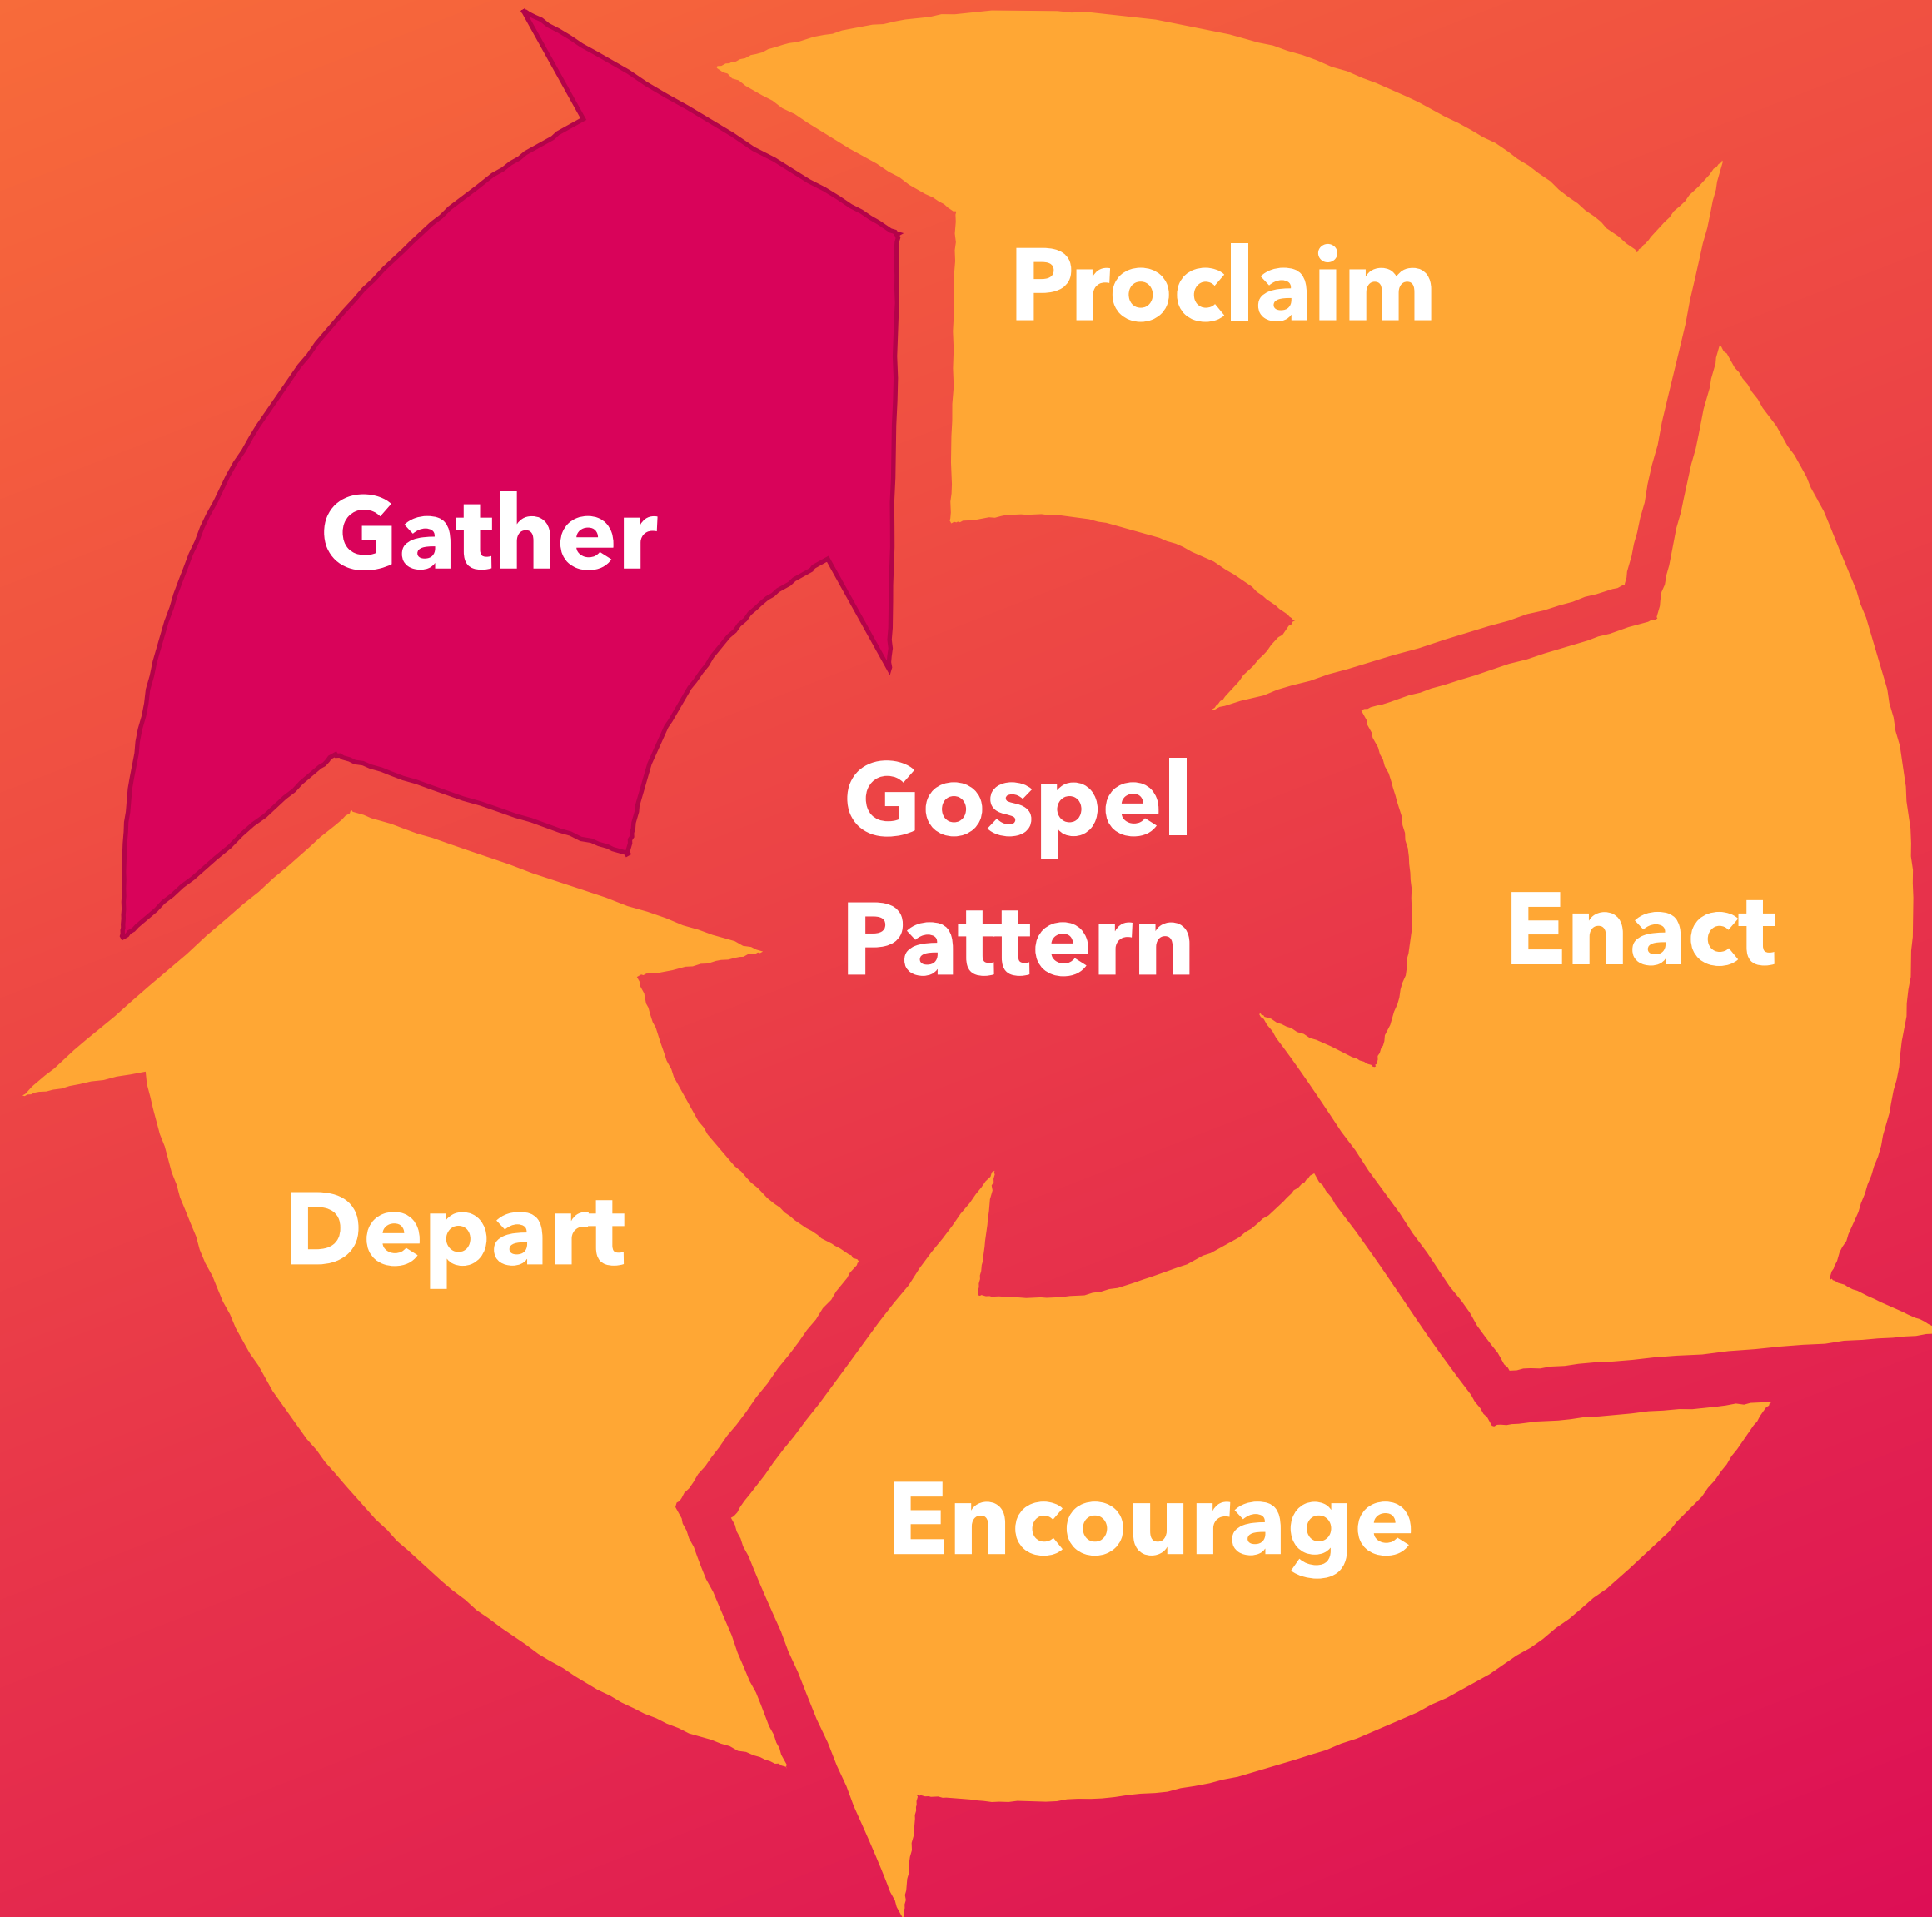 Proclaim
Gather
Gospel
Pattern
Enact
Depart
Encourage